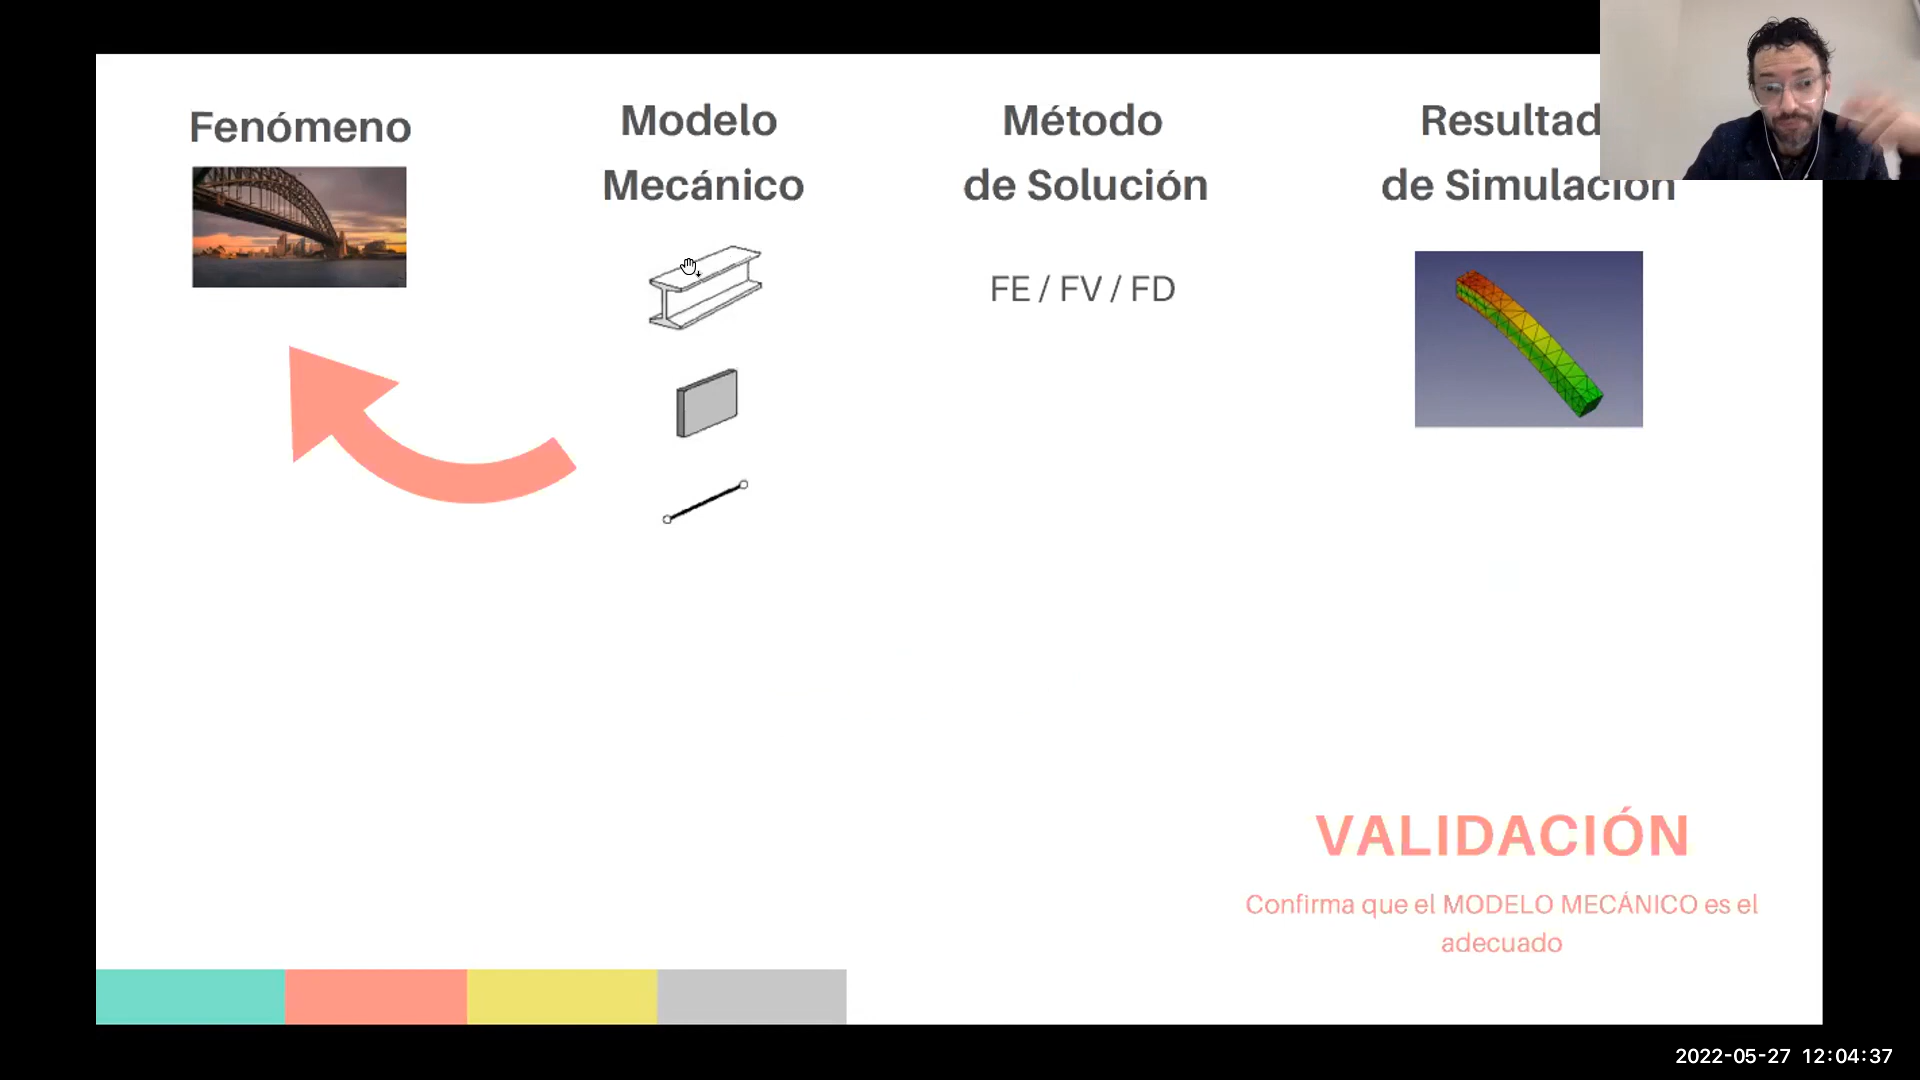 Fenómeno
Modelo
Mecánico
Método
de Solución
FE / FV / FD
Resultad
de Simulación
VALIDACIÓN
Confirma que el MODELO MECÁNICO es el
adecuado
2022-05-27 12:04:37